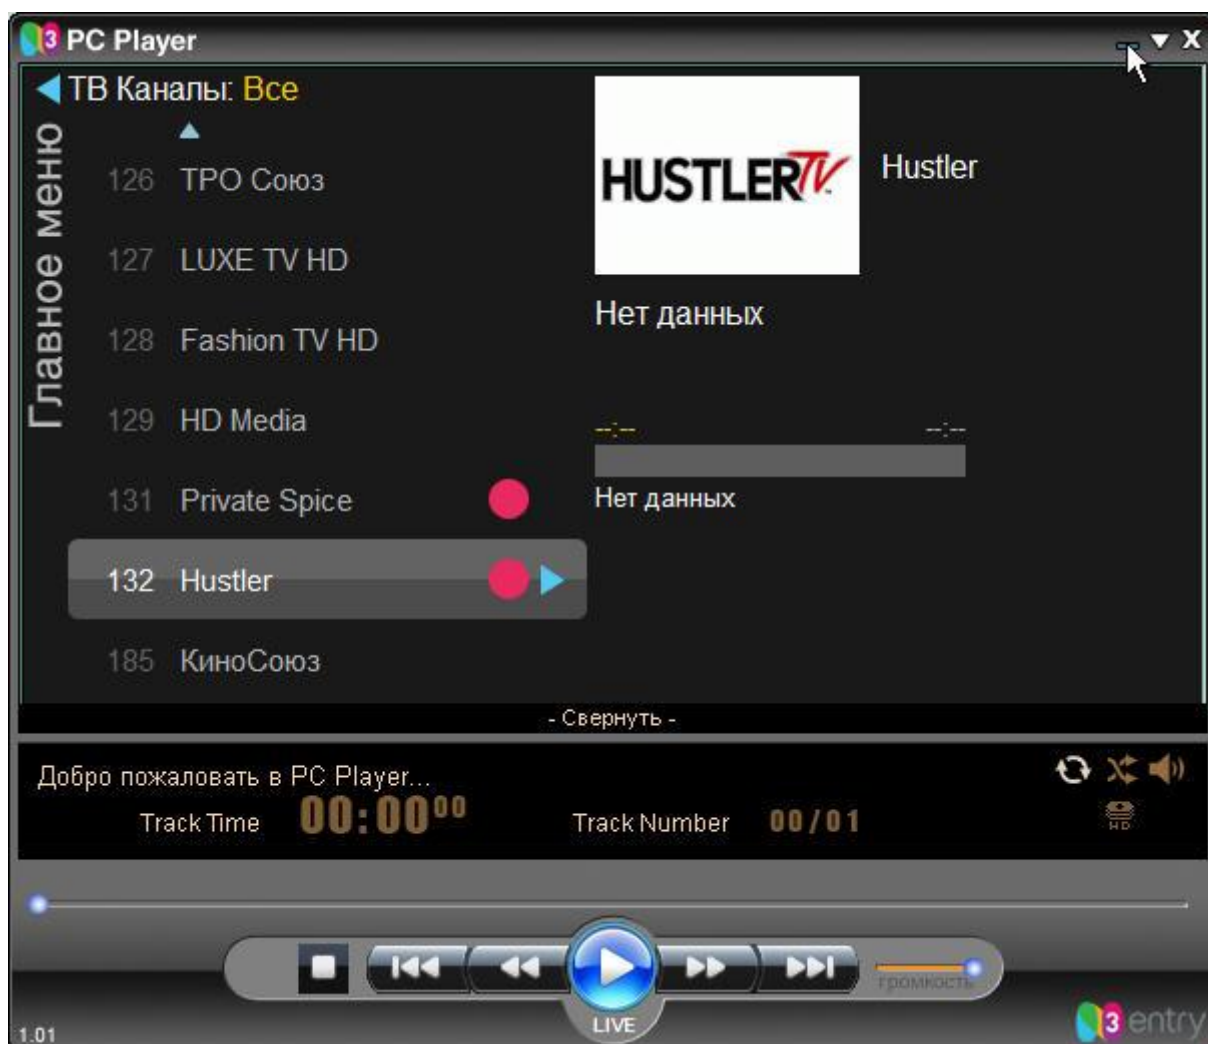 3 PC Player
X
ТВ Каналы: Все
Главное меню
126 ТРО Союз
127 LUXE TV HD
128 Fashion TV HD
129 HD Media
131 Private Spice
132 Hustler
185 КиноСоюз
HUSTLER TV
Hustler
Нет данных
--:-- --:--
Нет данных
- Свернуть -
Добро пожаловать в PC Player...
Track Time 00:00 00 Track Number 00/01
HD
громкость
LIVE
1.01
3 entry